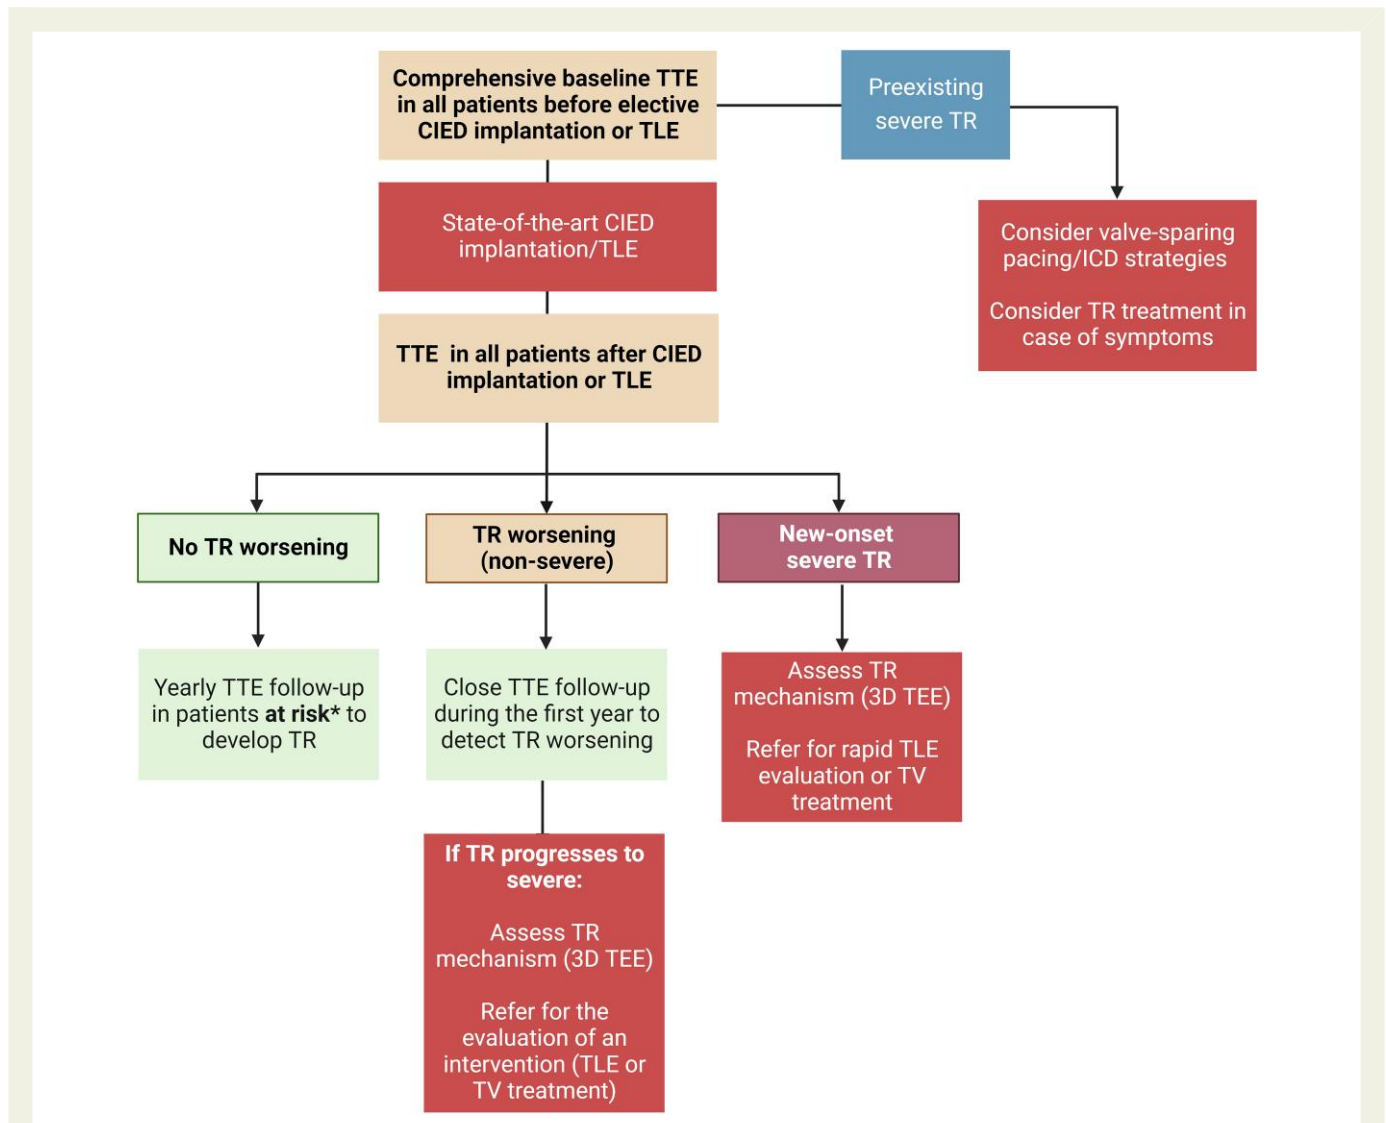 Comprehensive baseline TTE
in all patients before elective
CIED implantation or TLE
Preexisting
severe TR
State-of-the-art CIED
implantation/TLE
Consider valve-sparing
pacing/ICD strategies
Consider TR treatment in
case of symptoms
TTE in all patients after CIED
implantation or TLE
No TR worsening
TR worsening
(non-severe)
New-onset
severe TR
Yearly TTE follow-up
in patients at risk* to
develop TR
Close TTE follow-up
during the first year to
detect TR worsening
Assess TR
mechanism (3D TEE)
Refer for rapid TLE
evaluation or TV
treatment
If TR progresses to
severe:
Assess TR
mechanism (3D TEE)
Refer for the
evaluation of an
intervention (TLE or
TV treatment)